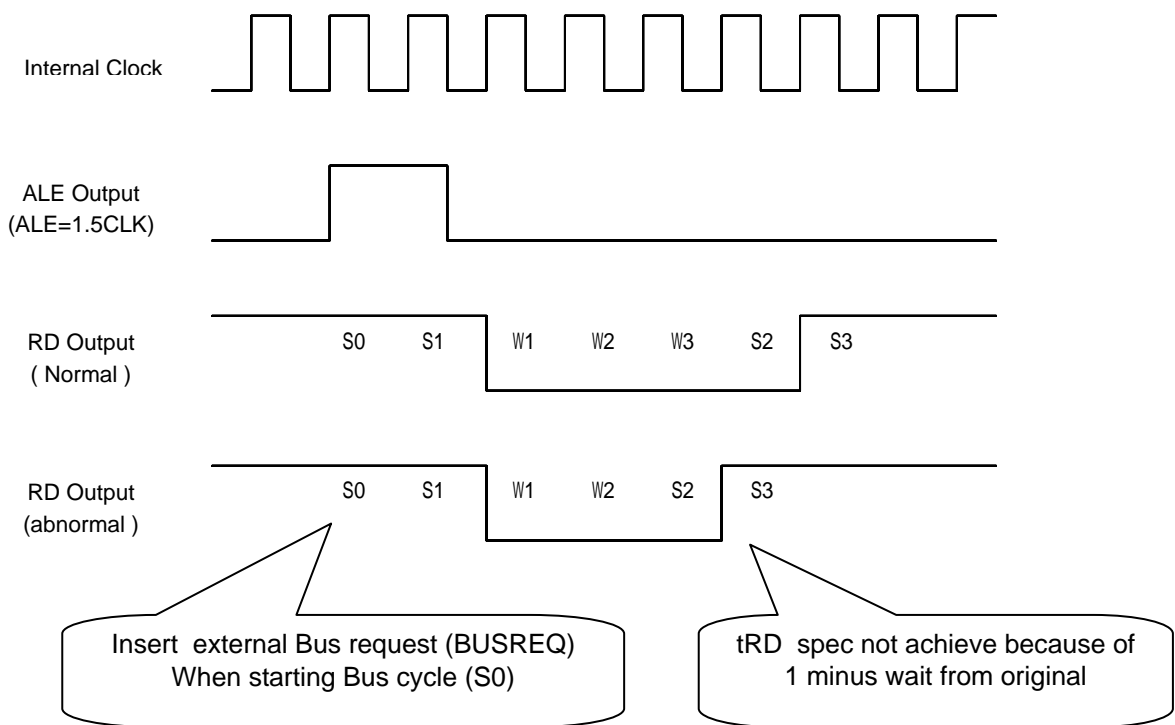 Internal Clock
ALE Output
(ALE=1.5CLK)
RD Output
( Normal )
S0 S1 W1 W2 W3 S2 S3
RD Output
(abnormal )
S0 S1 W1 W2 S2 S3
Insert external Bus request (BUSREQ)
When starting Bus cycle (S0)
tRD spec not achieve because of
1 minus wait from original